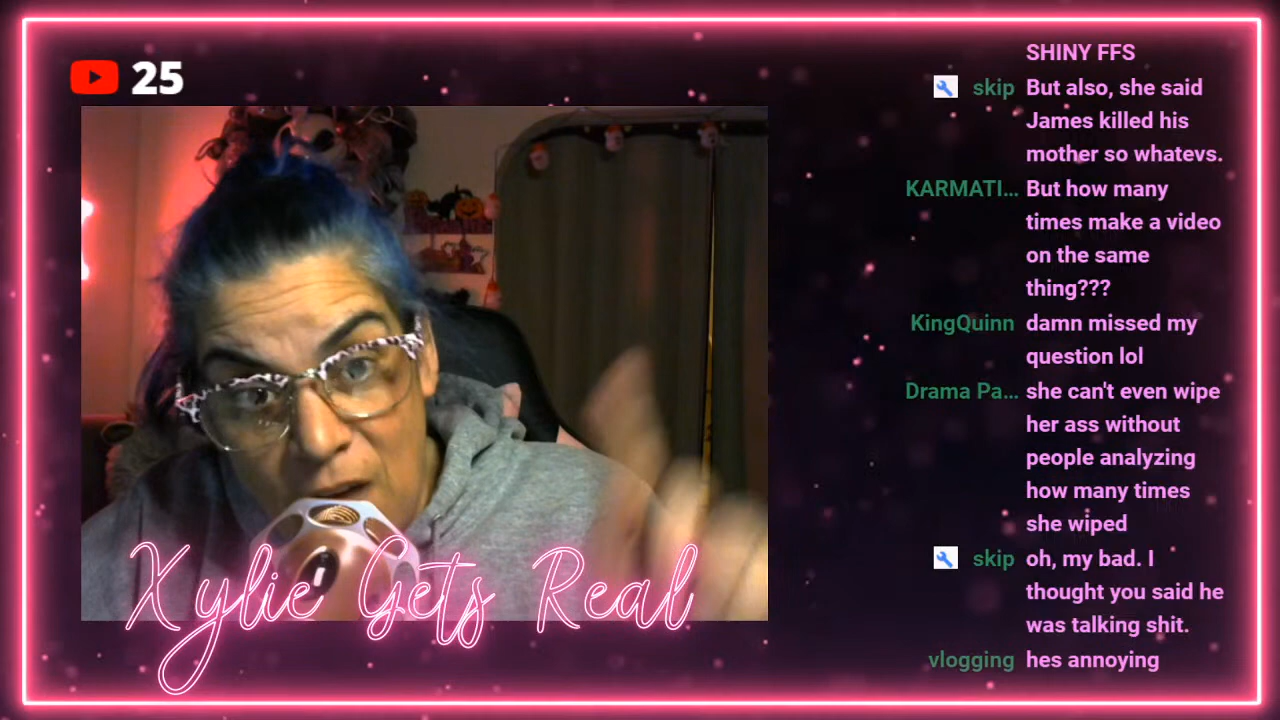 25
Xylie Gets Real
SHINY FFS
skip But also, she said
James killed his
mother so whatevs.
KARMATI… But how many
times make a video
on the same
thing???
KingQuinn damn missed my
question lol
Drama Pa… she can't even wipe
her ass without
people analyzing
how many times
she wiped
skip oh, my bad. I
thought you said he
was talking shit.
vlogging hes annoying